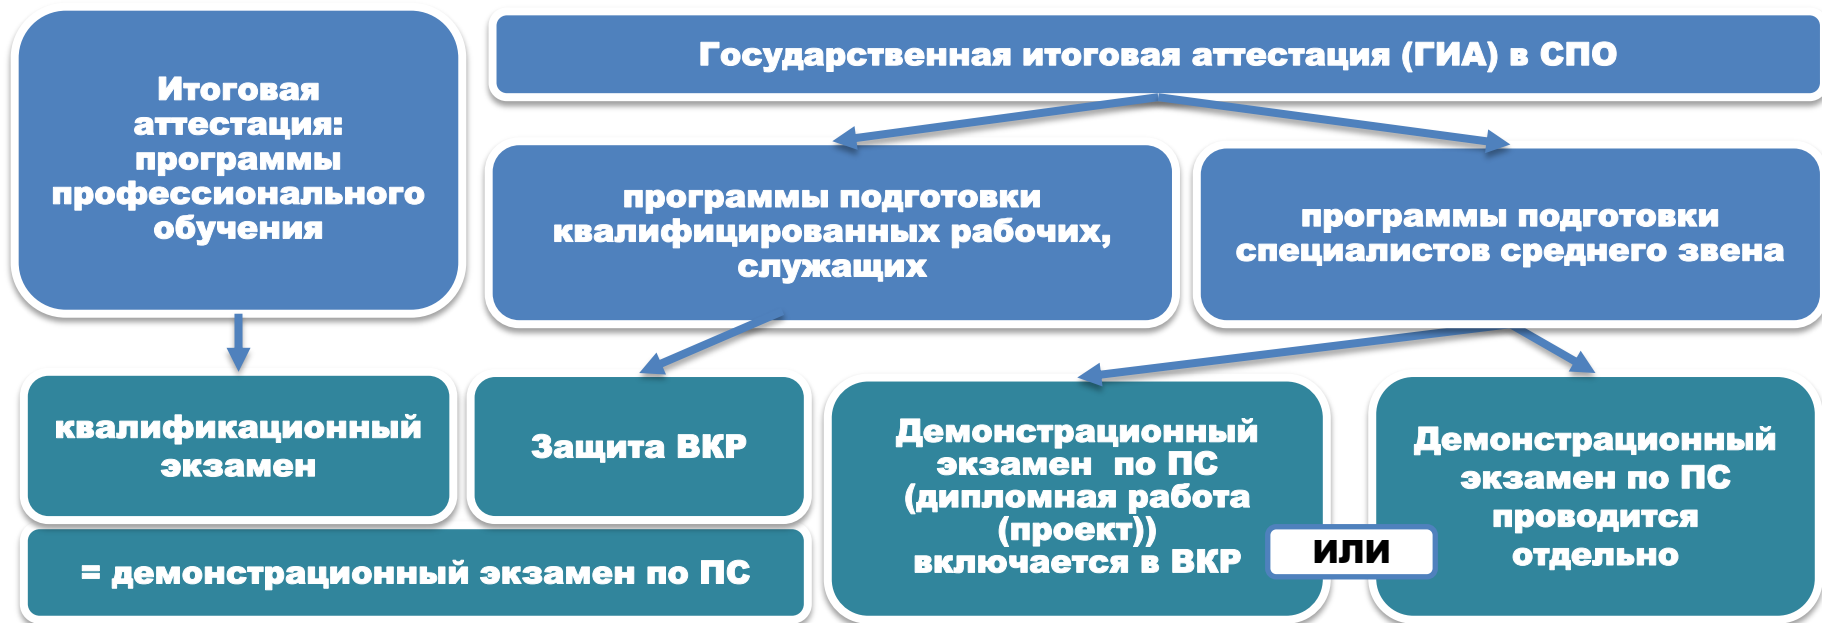 Итоговая
аттестация:
программы
профессионального
обучения
Государственная итоговая аттестация (ГИА) в СПО
программы подготовки
квалифицированных рабочих,
служащих
программы подготовки
специалистов среднего звена
квалификационный
экзамен
Защита ВКР
= демонстрационный экзамен по ПС
Демонстрационный
экзамен по ПС
(дипломная работа
(проект))
включается в ВКР
или
Демонстрационный
экзамен по ПС
проводится
отдельно